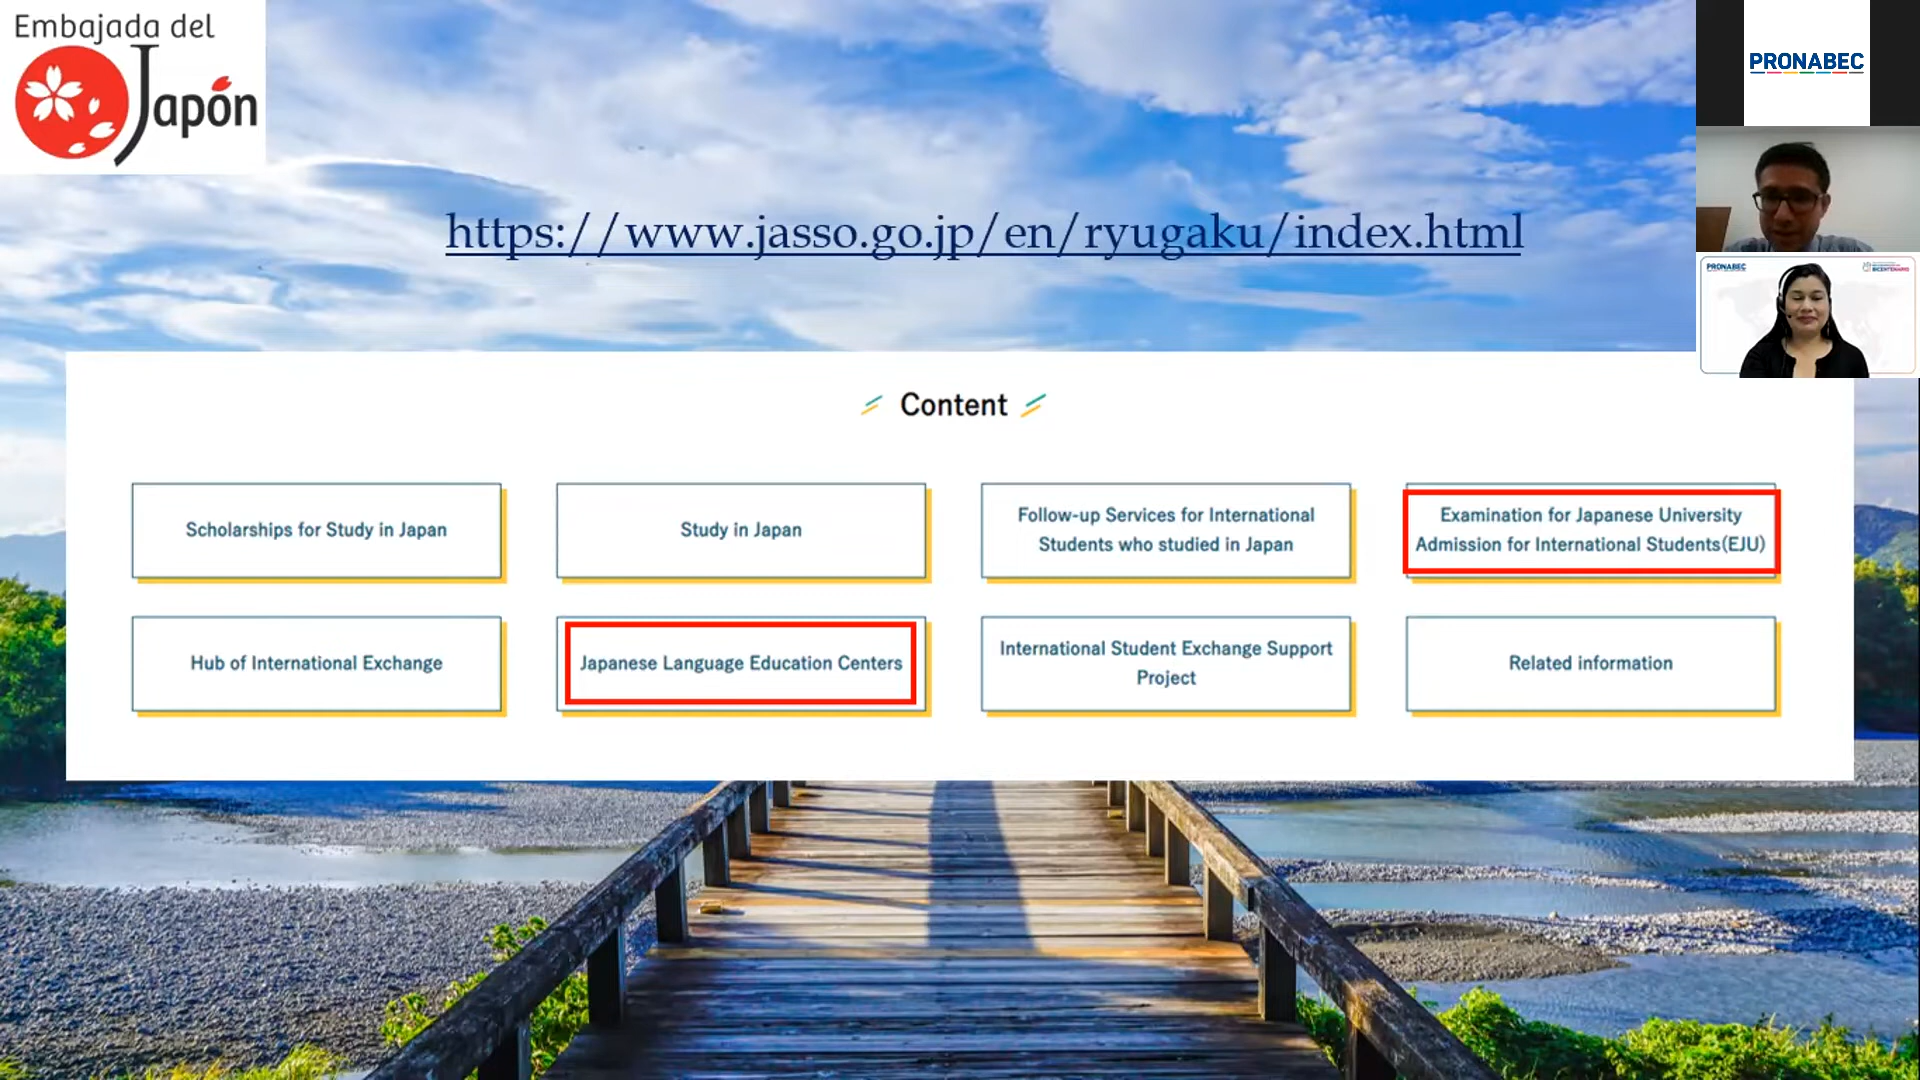 Embajada del
Japón
PRONABEC
https://www.jasso.go.jp/en/ryugaku/index.html
PRONABEC
BICENTENARIO
Content
Scholarships for Study in Japan
Study in Japan
Follow-up Services for International
Students who studied in Japan
Examination for Japanese University
Admission for International Students(EJU)
Hub of International Exchange
Japanese Language Education Centers
International Student Exchange Support
Project
Related information